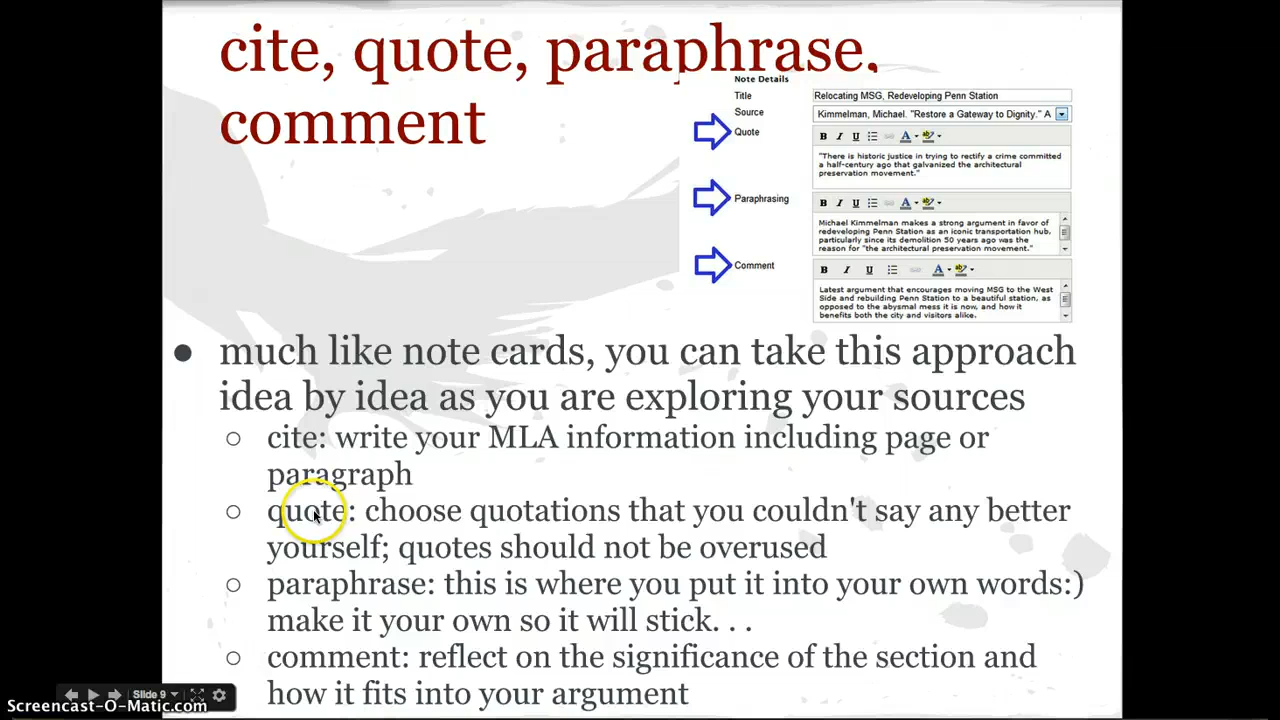 cite, quote, paraphrase,
comment
Note Details
Title
Relocating MSG, Redeveloping Penn Station
Source
Kimmelman, Michael. "Restore a Gateway to Dignity." A
Quote
B I U
"There is historic justice in trying to rectify a crime committed
a half-century ago that galvanized the architectural
preservation movement."
Paraphrasing
B I U
Michael Kimmelman makes a strong argument in favor of
redeveloping Penn Station as an iconic transportation hub,
particularly since its demolition 50 years ago was the
reason for "the architectural preservation movement."
Comment
B I U
Latest argument that encourages moving MSG to the West
Side and rebuilding Penn Station to a beautiful station, as
opposed to the abysmal mess it is now, and how it
benefits both the city and visitors alike.
much like note cards, you can take this approach
idea by idea as you are exploring your sources
cite: write your MLA information including page or
paragraph
quote: choose quotations that you couldn't say any better
yourself; quotes should not be overused
paraphrase: this is where you put it into your own words:)
make it your own so it will stick. . .
comment: reflect on the significance of the section and
how it fits into your argument
Slide 9
Screencast-O-Matic.com